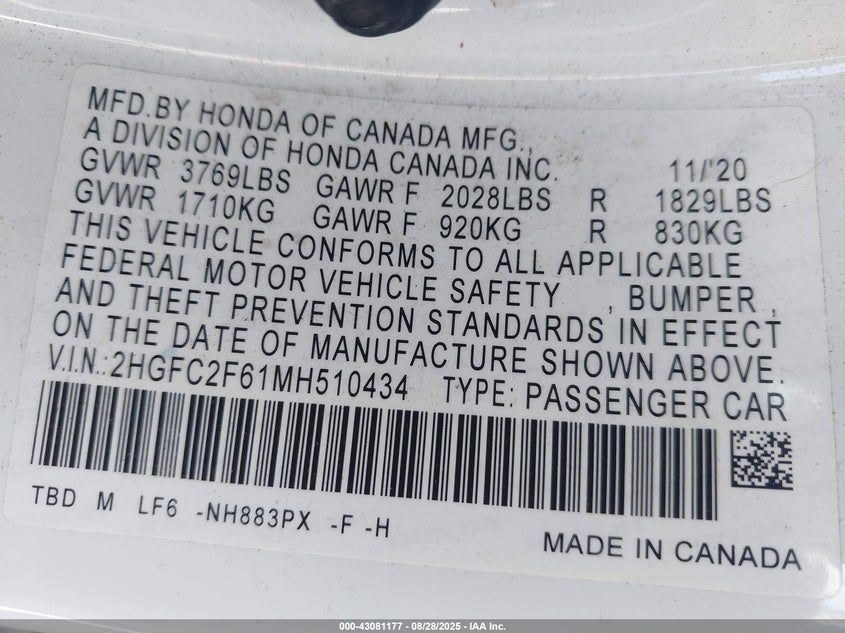 MFD.BY HONDA OF CANADA MFG.,
A DIVISION OF HONDA CANADA INC. 11/'20
GVWR 3769LBS GAWR F 2028LBS R 1829LBS
GVWR 1710KG GAWR F 920KG R 830KG
THIS VEHICLE CONFORMS TO ALL APPLICABLE
FEDERAL MOTOR VEHICLE SAFETY , BUMPER ,
AND THEFT PREVENTION STANDARDS IN EFFECT
ON THE DATE OF MANUFACTURE SHOWN ABOVE.
V.I.N.:2HGFC2F61MH510434 TYPE: PASSENGER CAR
TBD M LF6 -NH883PX -F -H
MADE IN CANADA
000-43081177 - 08/28/2025 - IAA Inc.